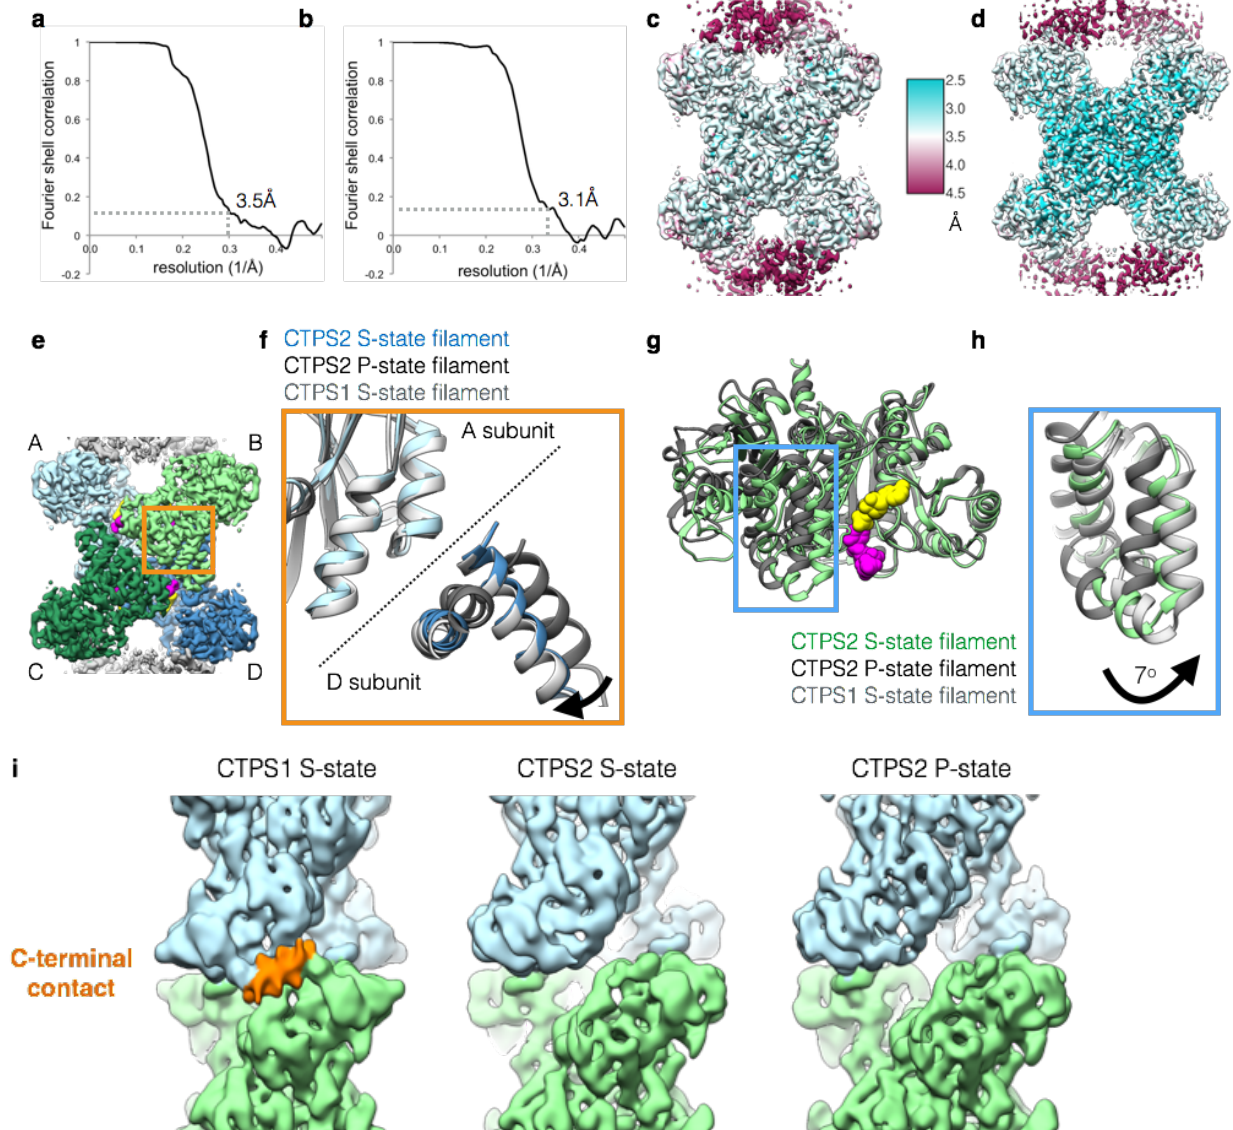 a
b
c
d
Fourier shell correlation
1
0.8
0.6
0.4
0.2
0
-0.2
0.0
0.1
0.2
0.3
0.4
resolution (1/Å)
3.5Å
Fourier shell correlation
1
0.8
0.6
0.4
0.2
0
-0.2
0.0
0.1
0.2
0.3
0.4
resolution (1/Å)
3.1Å
2.5
3.0
3.5
4.0
4.5
Å
e
f
CTPS2 S-state filament
CTPS2 P-state filament
CTPS1 S-state filament
A
B
C
D
A subunit
D subunit
g
h
CTPS2 S-state filament
CTPS2 P-state filament
CTPS1 S-state filament
7°
i
CTPS1 S-state
CTPS2 S-state
CTPS2 P-state
C-terminal
contact